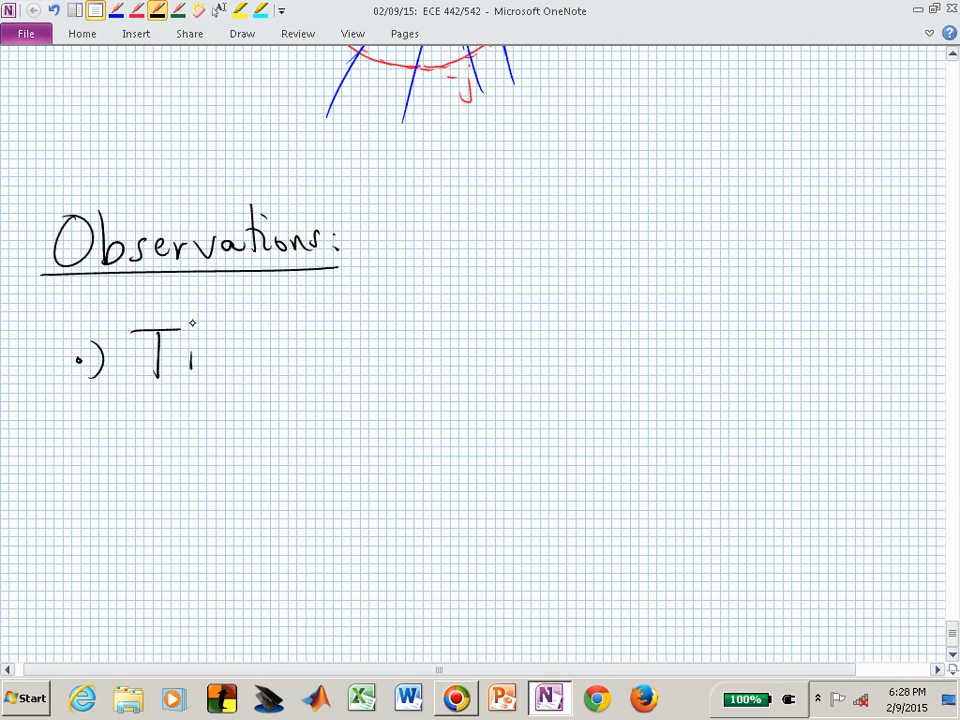 02/09/15: ECE 442/542 - Microsoft OneNote
File Home Insert Share Draw Review View Pages
-j
Observations:
•) Ti
Start
100%
6:28 PM
2/9/2015